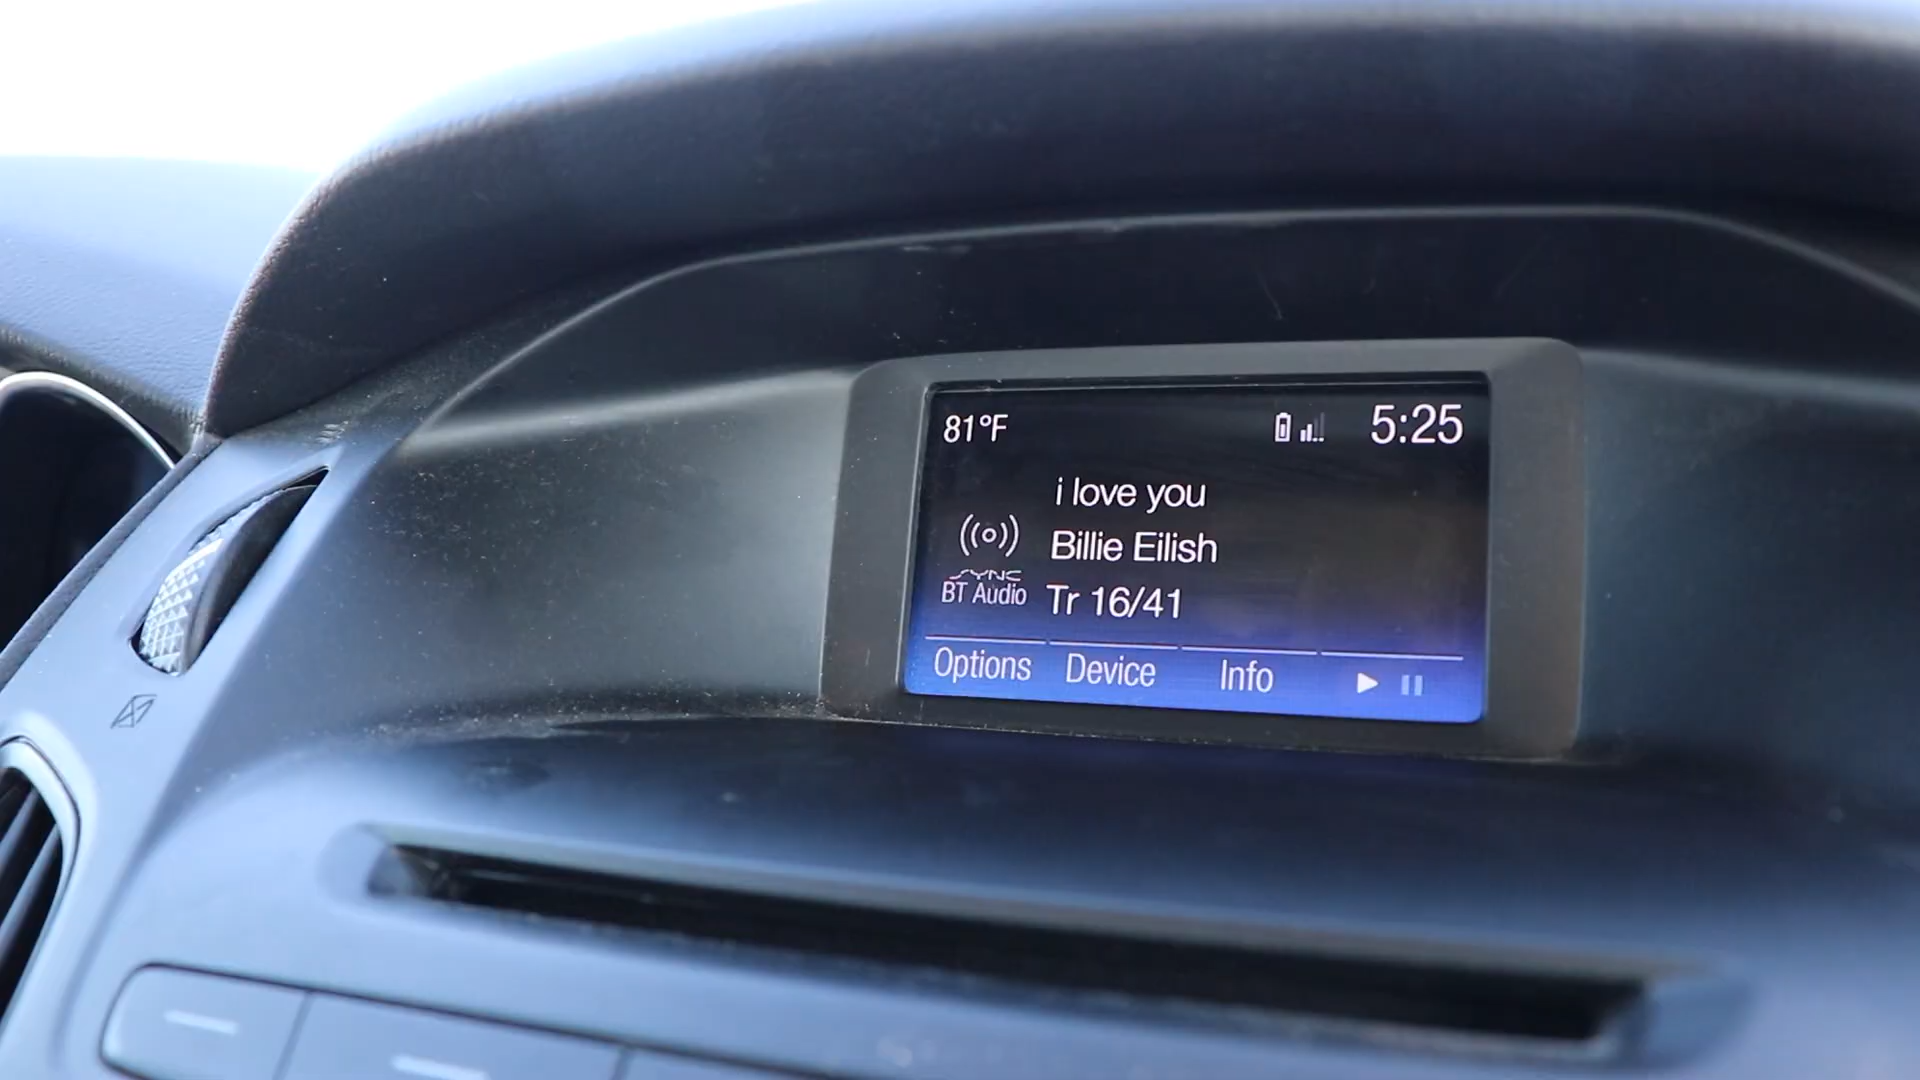 81°F 5:25
i love you
Billie Eilish
SYNC
BT Audio Tr 16/41
Options Device Info